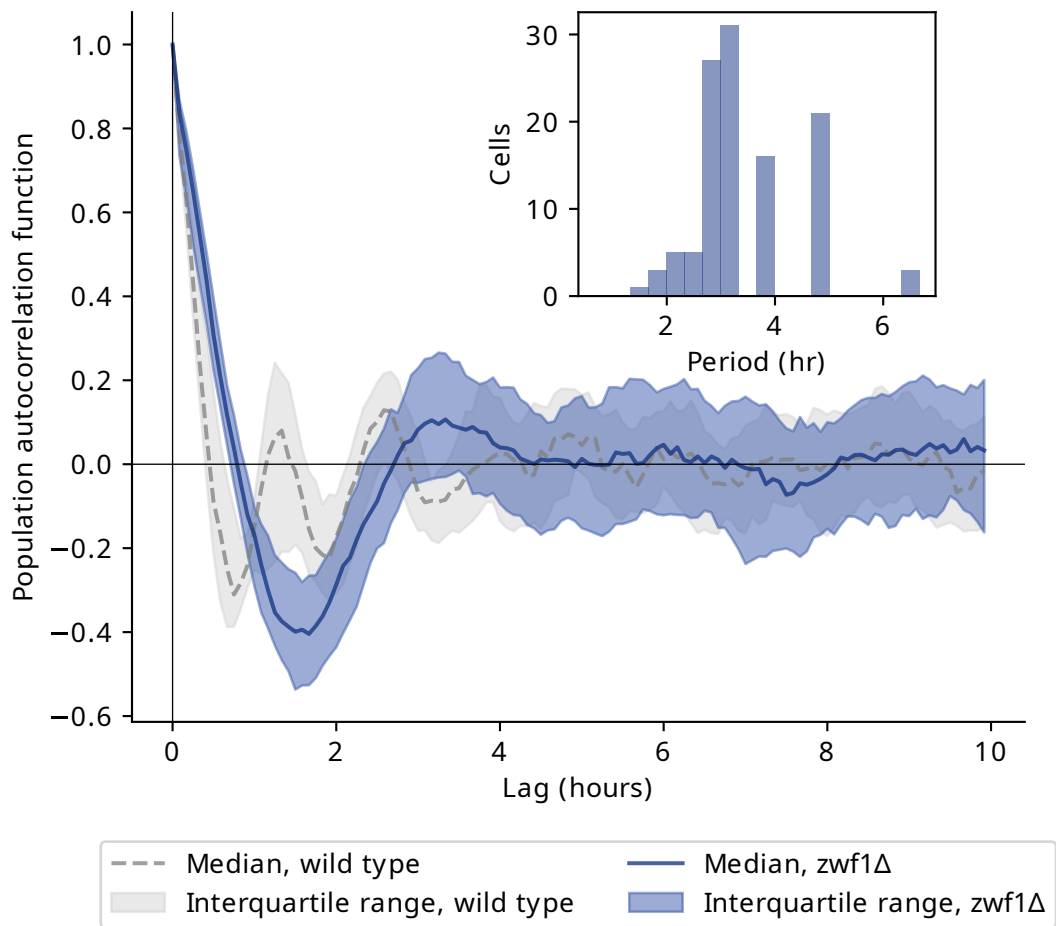 Population autocorrelation function
1.0
0.8
0.6
0.4
0.2
0.0
−0.2
−0.4
−0.6
0 2 4 6 8 10
Lag (hours)
Cells
30
20
10
0
2 4 6
Period (hr)
Median, wild type
Interquartile range, wild type
Median, zwf1Δ
Interquartile range, zwf1Δ